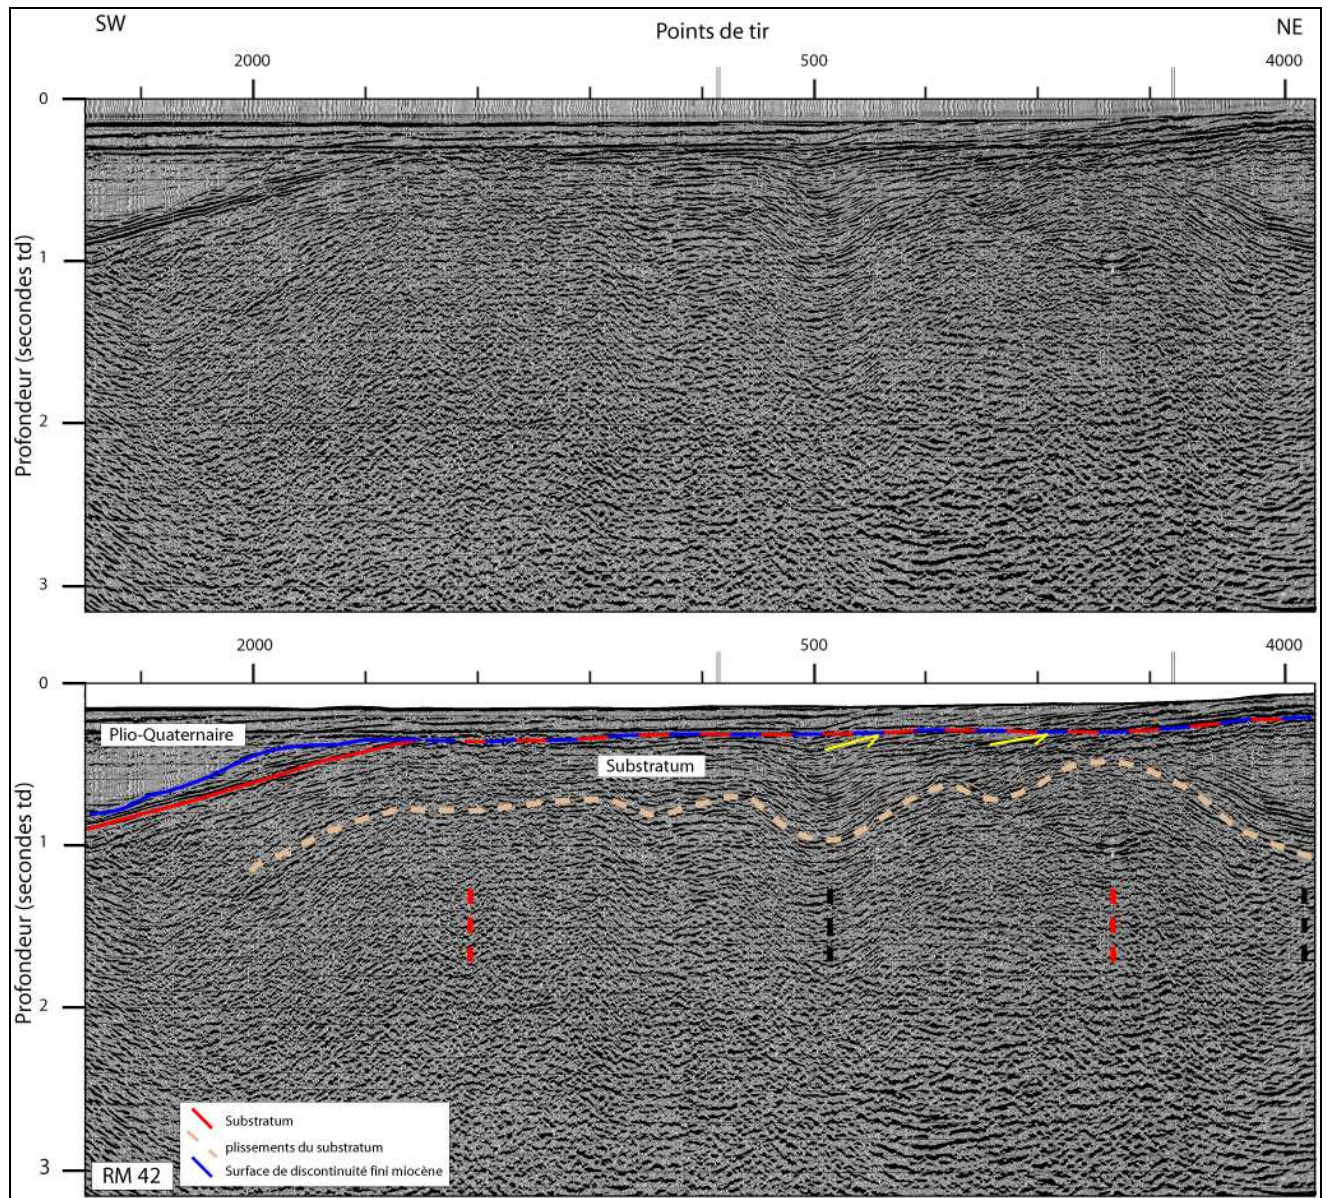 SW
Points de tir
NE
2000
500
4000
0
1
2
3
Profondeur (secondes td)
2000
500
4000
0
1
2
3
Profondeur (secondes td)
Plio-Quaternaire
Substratum
Substratum
plissements du substratum
Surface de discontinuité fini miocène
RM 42